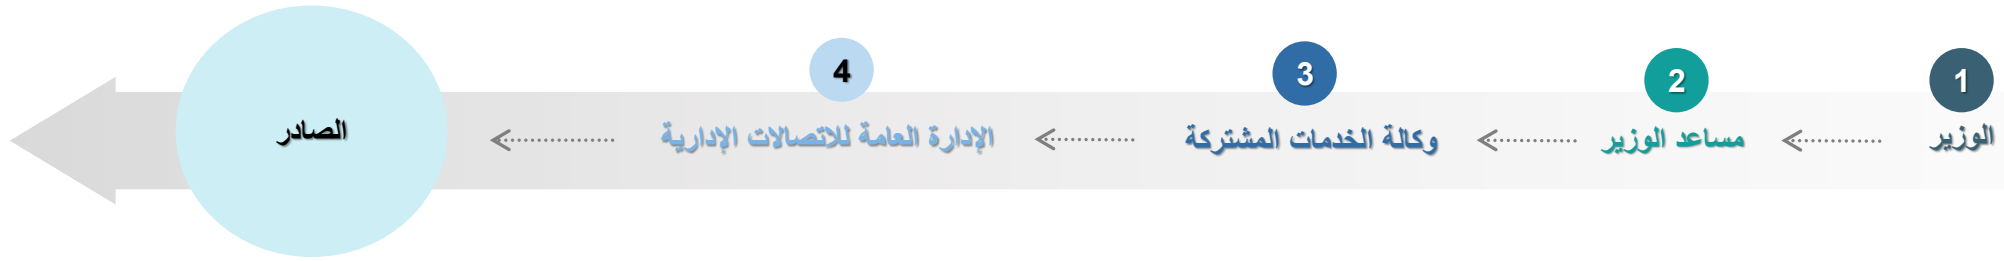 1
الوزير
2
مساعد الوزير
3
وكالة الخدمات المشتركة
4
الإدارة العامة للاتصالات الإدارية
الصادر